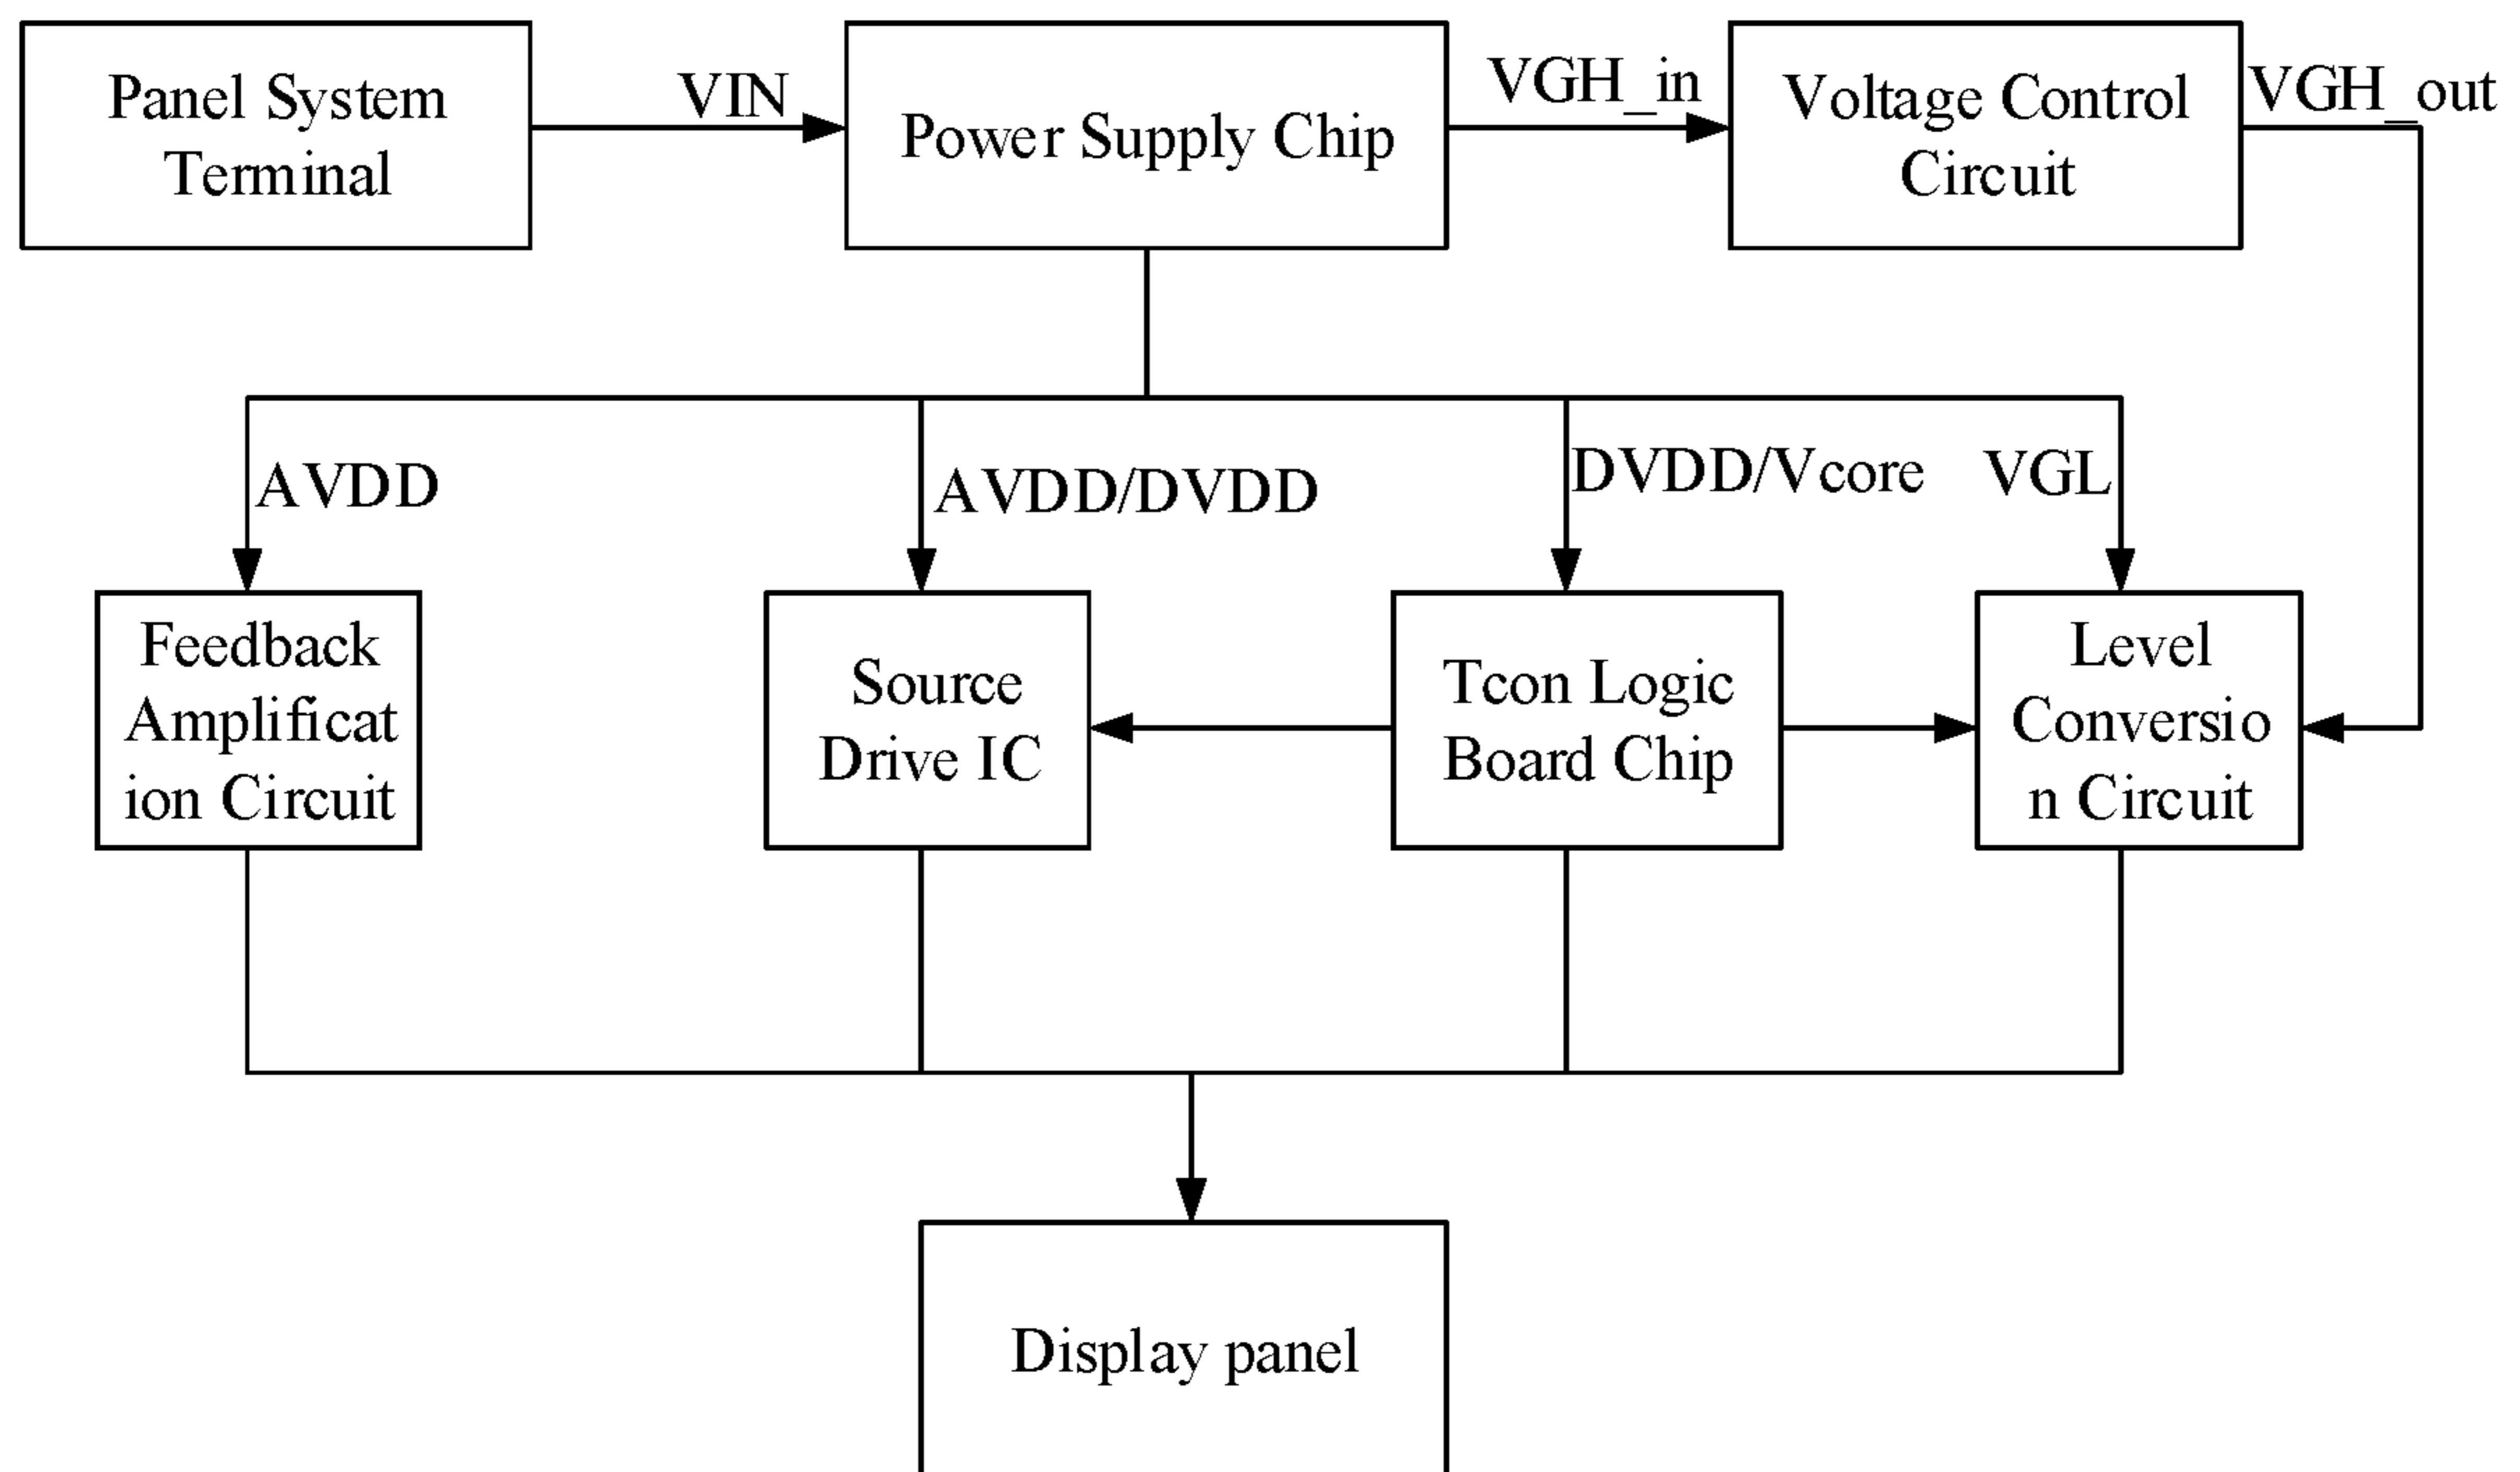 Panel System
Terminal
VIN
Power Supply Chip
VGH_in
Voltage Control
Circuit
VGH_out
AVDD
AVDD/DVDD
DVDD/Vcore
VGL
Feedback
Amplificat
ion Circuit
Source
Drive IC
Tcon Logic
Board Chip
Level
Conversio
n Circuit
Display panel